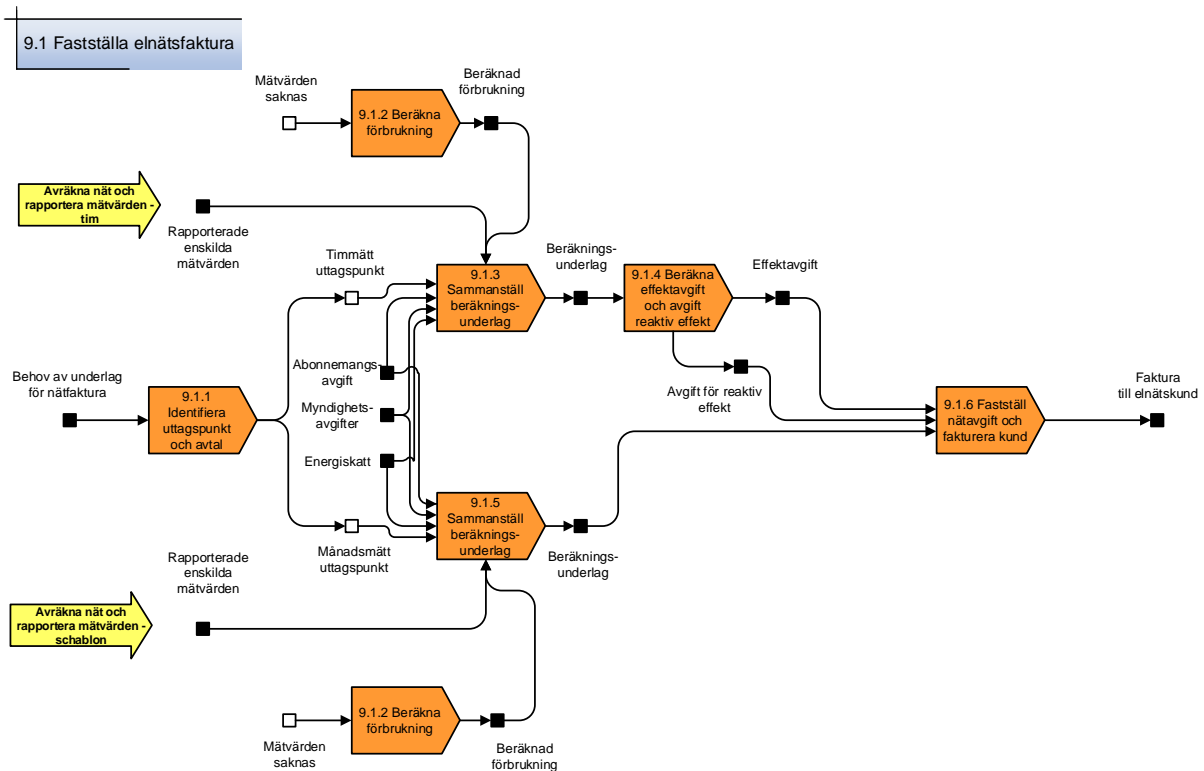 9.1 Fastställa elnätsfaktura
Mätvärden
saknas
9.1.2 Beräkna
förbrukning
Beräknad
förbrukning
Avräkna nät och
rapportera mätvärden -
tim
Rapporterade
enskilda
mätvärden
Timmätt
uttagspunkt
9.1.3
Sammanställ
beräknings-
underlag
Beräknings-
underlag
9.1.4 Beräkna
effektavgift
och avgift
reaktiv effekt
Effektavgift
Behov av underlag
för nätfaktura
9.1.1
Identifiera
uttagspunkt
och avtal
Abonnemangs-
avgift
Myndighets-
avgifter
Energiskatt
Avgift för reaktiv
effekt
9.1.6 Fastställ
nätavgift och
fakturera kund
Faktura
till elnätskund
Månadsmätt
uttagspunkt
9.1.5
Sammanställ
beräknings-
underlag
Beräknings-
underlag
Rapporterade
enskilda
mätvärden
Avräkna nät och
rapportera mätvärden -
schablon
Mätvärden
saknas
9.1.2 Beräkna
förbrukning
Beräknad
förbrukning